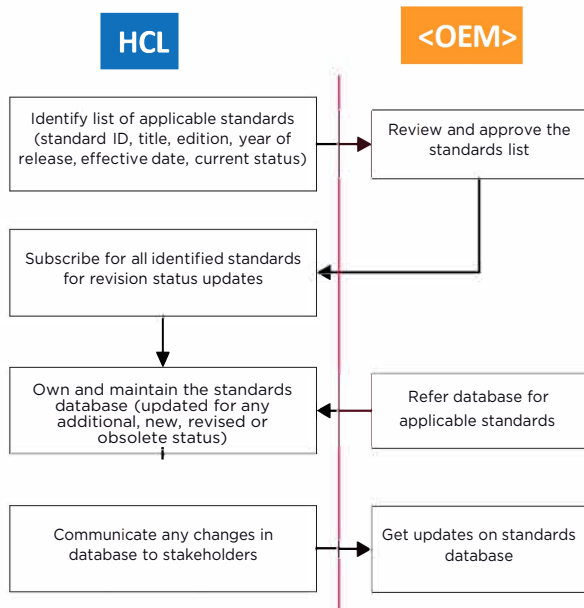 HCL
<OEM>
Identify list of applicable standards
(standard ID, title, edition, year of
release, effective date, current status)
Review and approve the
standards list
Subscribe for all identified standards
for revision status updates
Own and maintain the standards
database (updated for any
additional, new, revised or
obsolete status)
Refer database for
applicable standards
Communicate any changes in
database to stakeholders
Get updates on standards
database